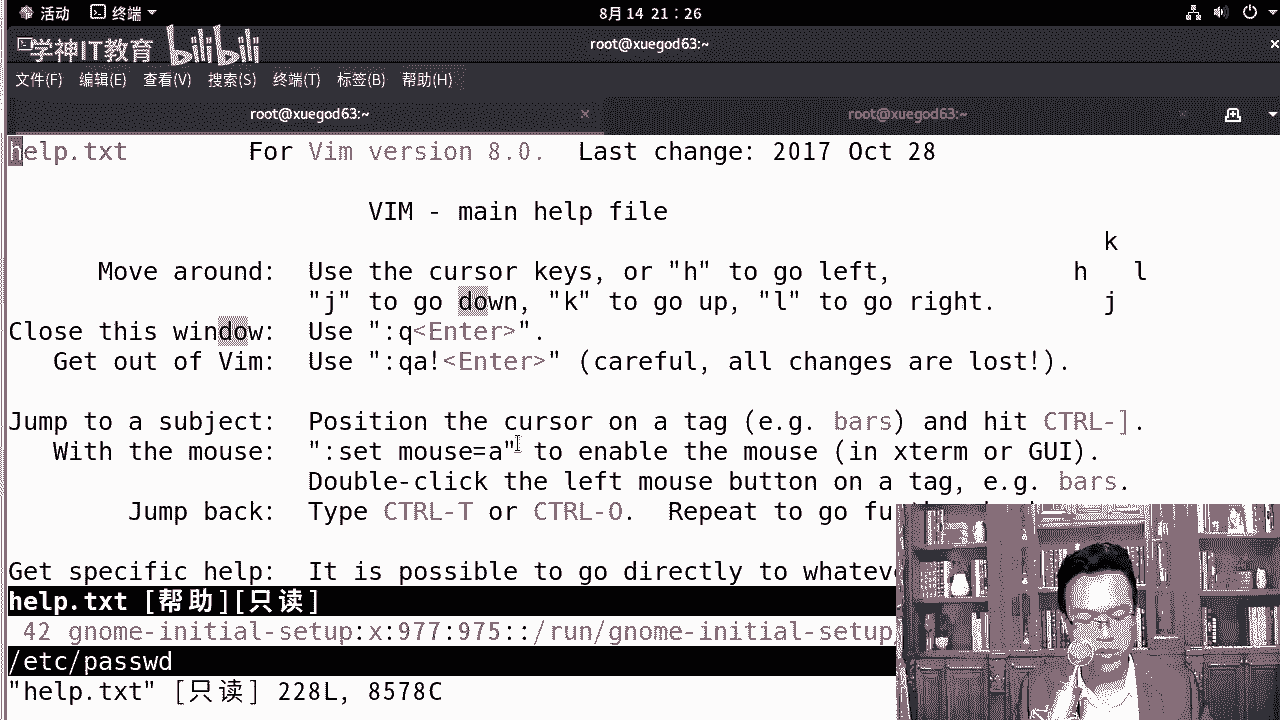 活动 终端 8月14 21：26
学神IT教育 bilibili root@xuegod63:~ ×
文件(F) 编辑(E) 查看(V) 搜索(S) 终端(T) 标签(B) 帮助(H)
root@xuegod63:~ × root@xuegod63:~ ×
help.txt For Vim version 8.0. Last change: 2017 Oct 28
VIM - main help file
k
Move around: Use the cursor keys, or "h" to go left, h l
"j" to go down, "k" to go up, "l" to go right. j
Close this window: Use ":q<Enter>".
Get out of Vim: Use ":qa!<Enter>" (careful, all changes are lost!).
Jump to a subject: Position the cursor on a tag (e.g. bars) and hit CTRL-].
With the mouse: ":set mouse=a" to enable the mouse (in xterm or GUI).
Double-click the left mouse button on a tag, e.g. bars.
Jump back: Type CTRL-T or CTRL-O. Repeat to go
Get specific help: It is possible to go directly to
help.txt [帮助][只读]
42 gnome-initial-setup:x:977:975::/run/gnome-initial-setup
/etc/passwd
"help.txt" [只读] 228L, 8578C